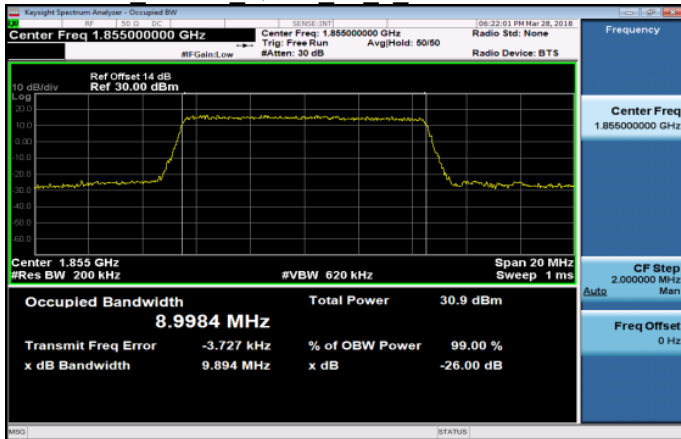 Keysight Spectrum Analyzer - Occupied BW
RF 50 Ω DC SENSE:INT 06:22:01 PM Mar 28, 2018
Center Freq 1.855000000 GHz Center Freq: 1.855000000 GHz Radio Std: None
Trig: Free Run Avg|Hold: 50/50
#IFGain:Low #Atten: 30 dB Radio Device: BTS
Frequency
Ref Offset 14 dB
10 dB/div Ref 30.00 dBm
Log
20.0
10.0
0.00
-10.0
-20.0
-30.0
-40.0
-50.0
-60.0
Center 1.855 GHz Span 20 MHz
#Res BW 200 kHz #VBW 620 kHz Sweep 1 ms
Occupied Bandwidth Total Power 30.9 dBm
8.9984 MHz
Transmit Freq Error -3.727 kHz % of OBW Power 99.00 %
x dB Bandwidth 9.894 MHz x dB -26.00 dB
Center Freq
1.855000000 GHz
CF Step
2.000000 MHz
Auto Man
Freq Offset
0 Hz
MSG STATUS